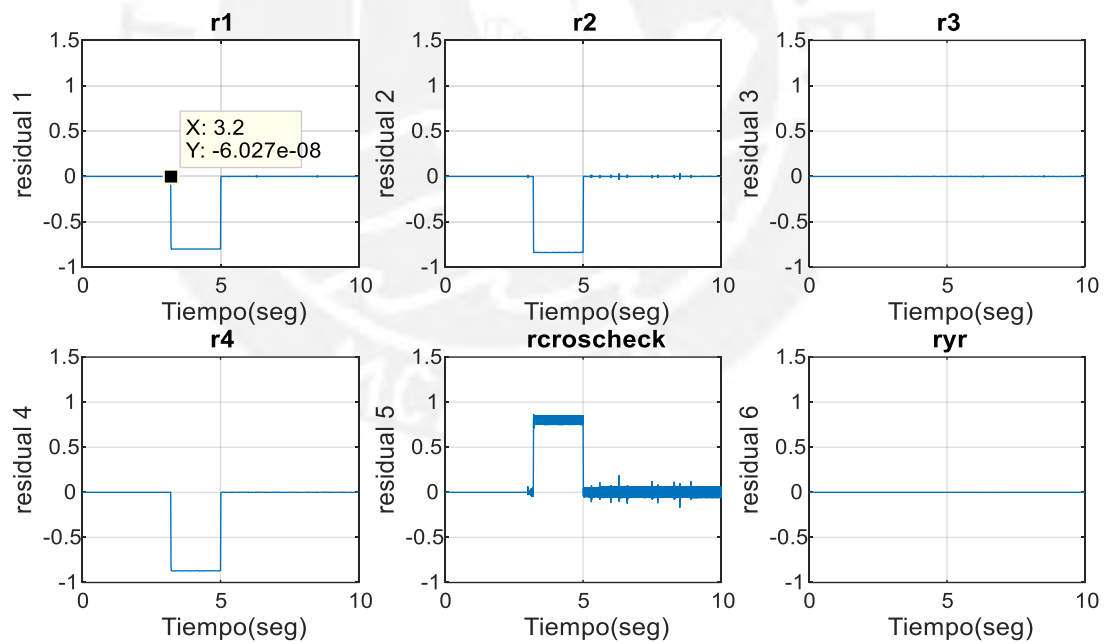 r1
r2
r3
1.5
1
0.5
0
-0.5
-1
residual 1
X: 3.2
Y: -6.027e-08
0
5
10
Tiempo(seg)
1.5
1
0.5
0
-0.5
-1
residual 2
0
5
10
Tiempo(seg)
1.5
1
0.5
0
-0.5
-1
residual 3
0
5
10
Tiempo(seg)
r4
rcroscheck
ryr
1.5
1
0.5
0
-0.5
-1
residual 4
0
5
10
Tiempo(seg)
1.5
1
0.5
0
-0.5
-1
residual 5
0
5
10
Tiempo(seg)
1.5
1
0.5
0
-0.5
-1
residual 6
0
5
10
Tiempo(seg)